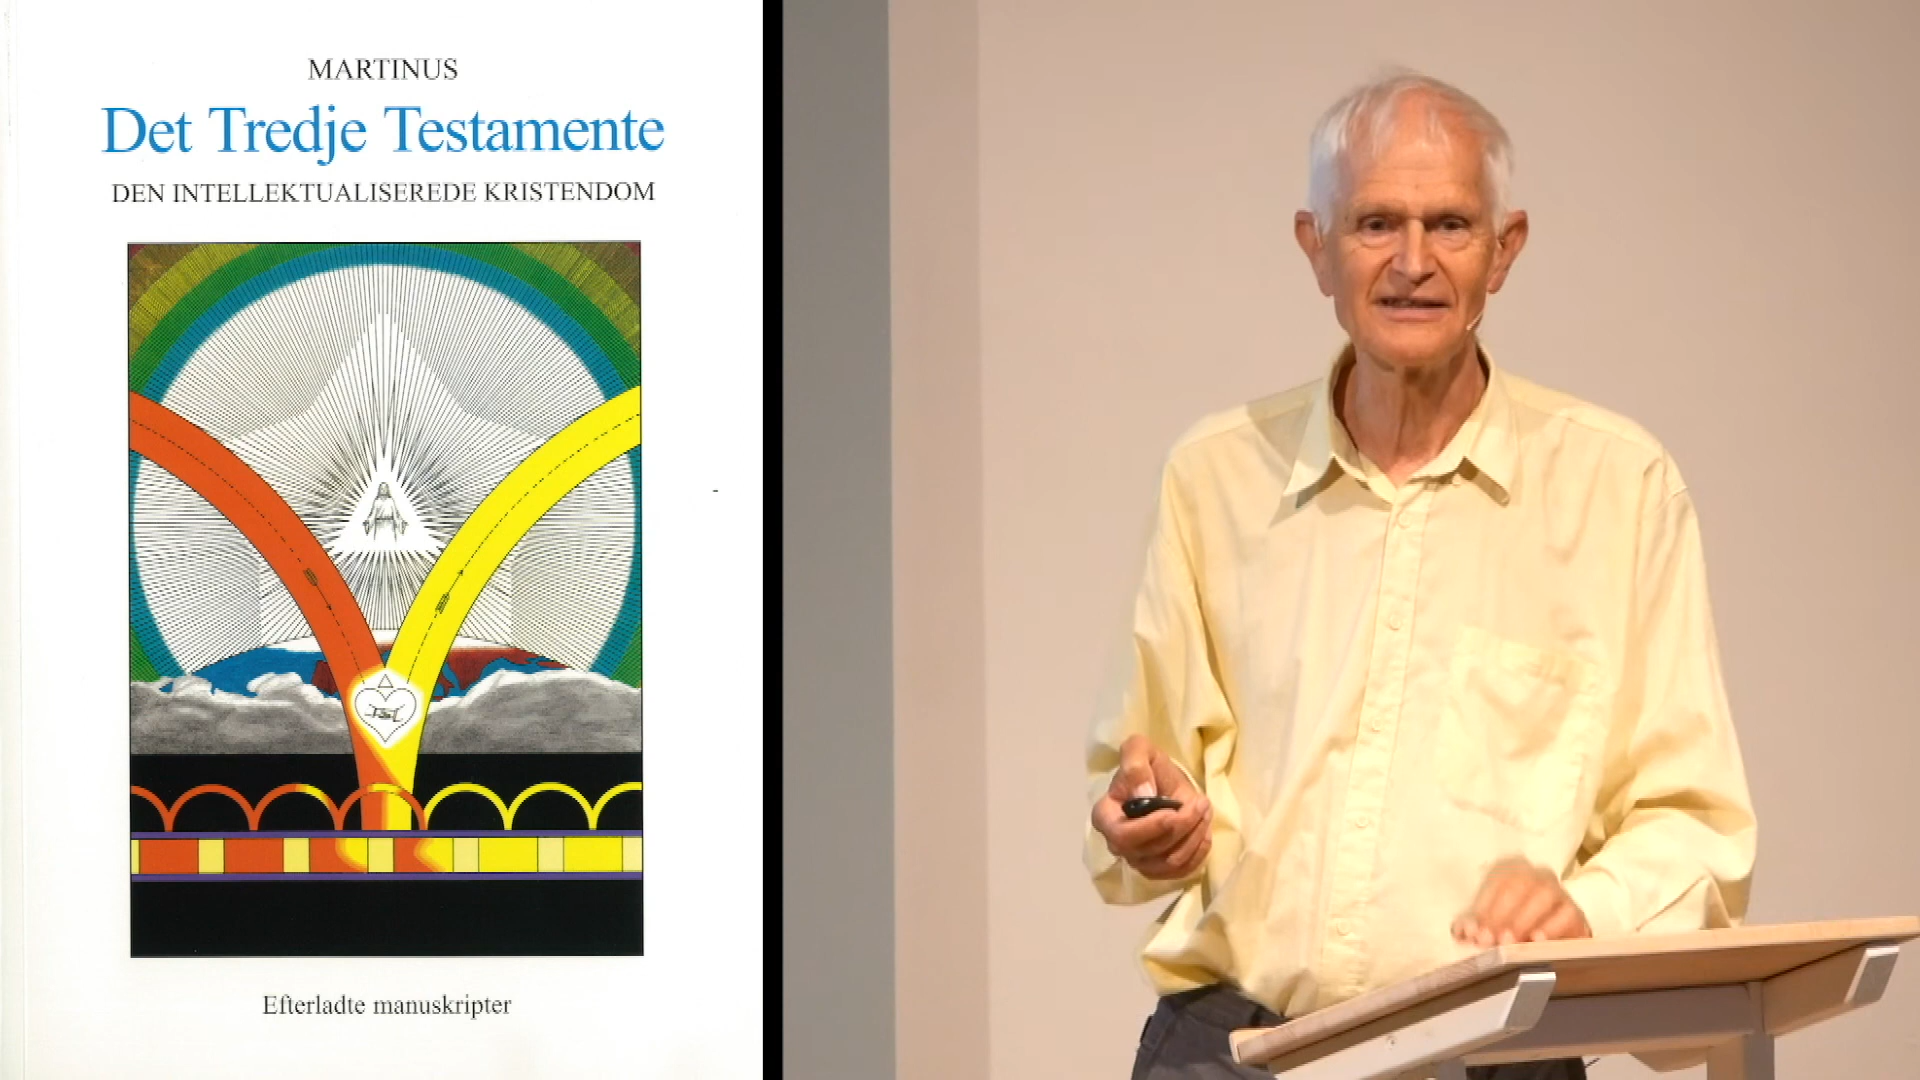 MARTINUS
Det Tredje Testamente
DEN INTELLEKTUALISEREDE KRISTENDOM
Efterladte manuskripter